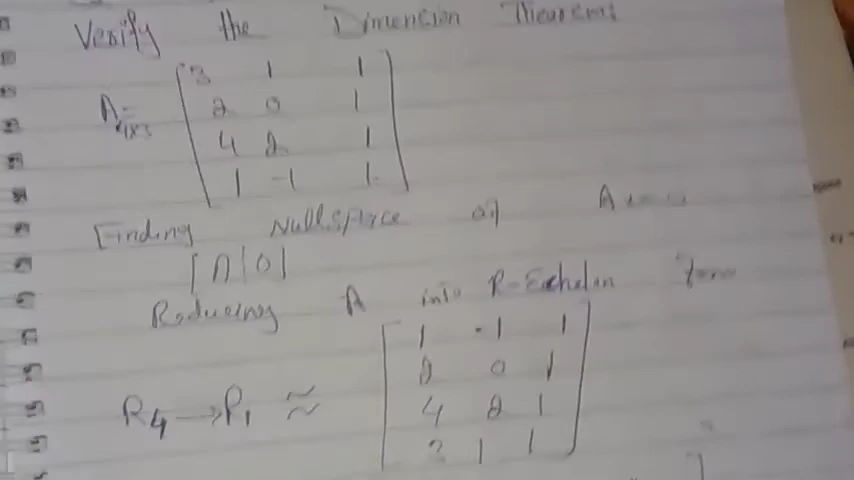 Verify the Dimension Theorem
3 1 1
A= 2 0 1
4x3
4 2 1
1 -1 1
Finding Nullspace of
[A|0]
Reducing A into R-Echelon form
1 -1 1
2 0 1
R4→R1 ≈ 4 2 1
3 1 1